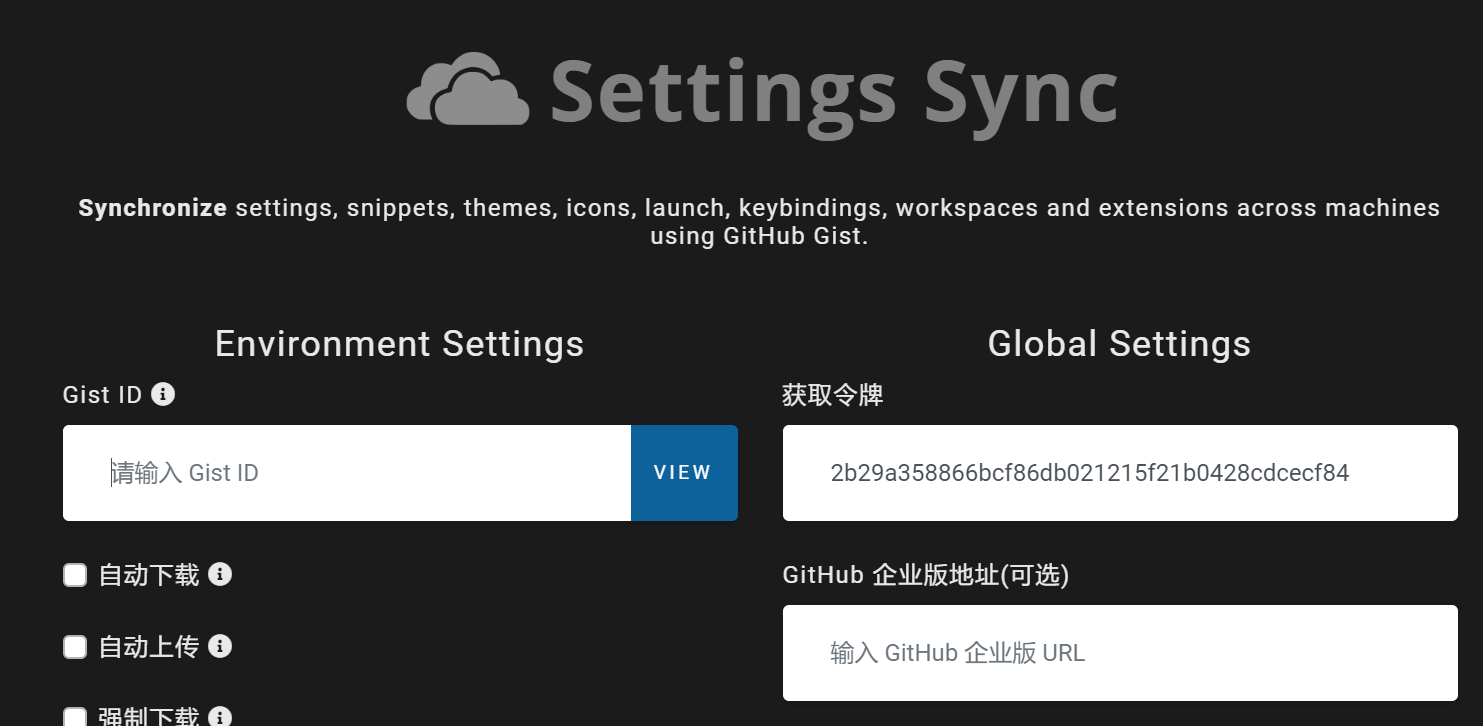 Settings Sync
Synchronize settings, snippets, themes, icons, launch, keybindings, workspaces and extensions across machines
using GitHub Gist.
Environment Settings
Gist ID
请输入 Gist ID
VIEW
自动下载
自动上传
强制下载
Global Settings
获取令牌
2b29a358866bcf86db021215f21b0428cdcecf84
GitHub 企业版地址(可选)
输入 GitHub 企业版 URL